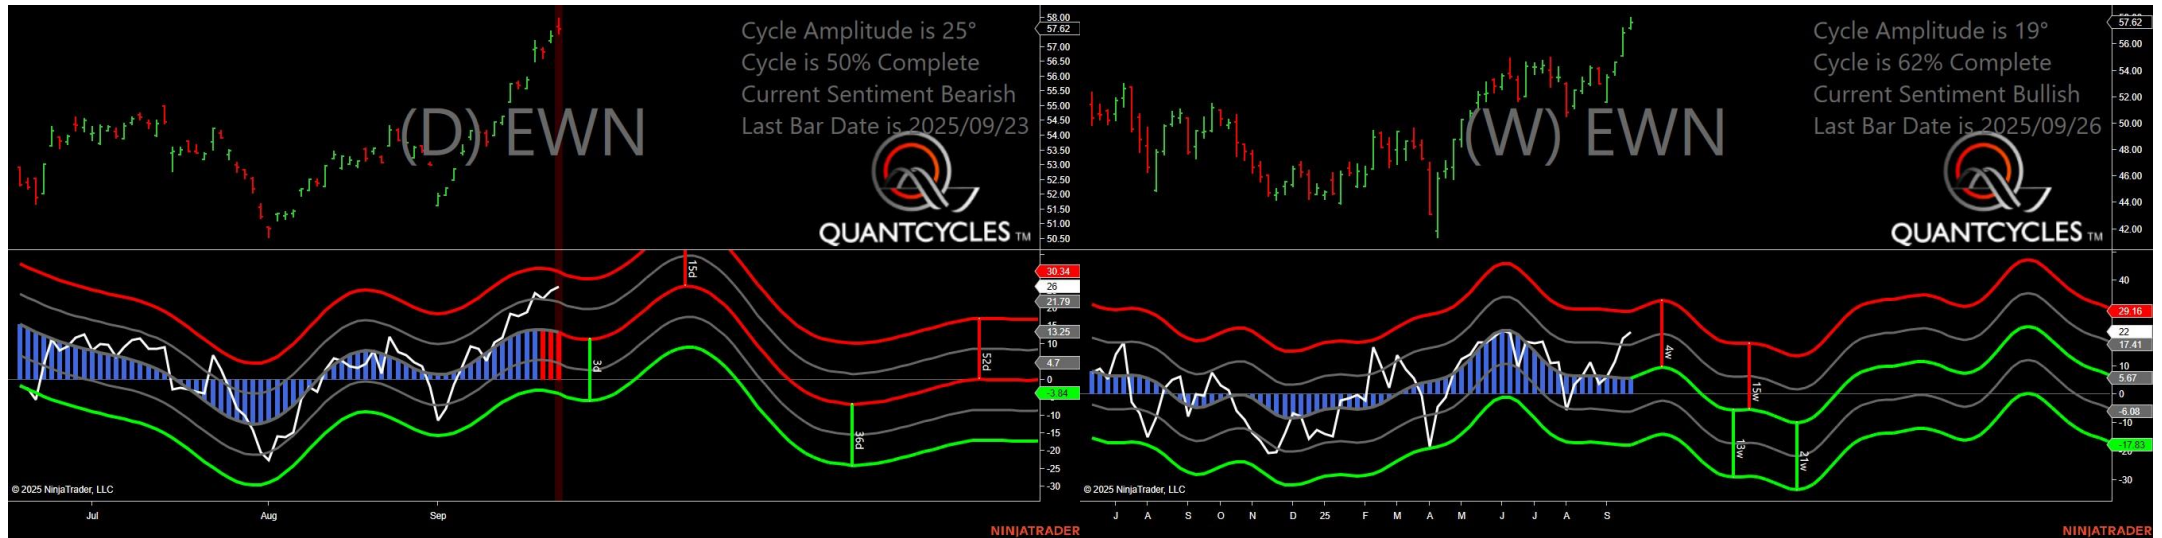 Cycle Amplitude is 25°
Cycle is 50% Complete
Current Sentiment Bearish
Last Bar Date is 2025/09/23
(D) EWN
QUANTCYCLES TM
58.00
57.62
57.00
56.50
56.00
55.50
55.00
54.50
54.00
53.50
53.00
52.50
52.00
51.50
51.00
50.50
15d
3d
36d
52d
30.34
26
21.79
20
15
13.25
10
4.7
0
-3.84
-10
-15
-20
-25
-30
© 2025 NinjaTrader, LLC
Jul
Aug
Sep
NINJATRADER
Cycle Amplitude is 19°
Cycle is 62% Complete
Current Sentiment Bullish
Last Bar Date is 2025/09/26
(W) EWN
QUANTCYCLES TM
57.62
56.00
54.00
52.00
50.00
48.00
46.00
44.00
42.00
4w
15w
13w
21w
40
29.16
22
17.41
10
5.67
0
-6.08
-10
-17.83
-20
-30
© 2025 NinjaTrader, LLC
J
A
S
O
N
D
25
F
M
A
M
J
J
A
S
NINJATRADER